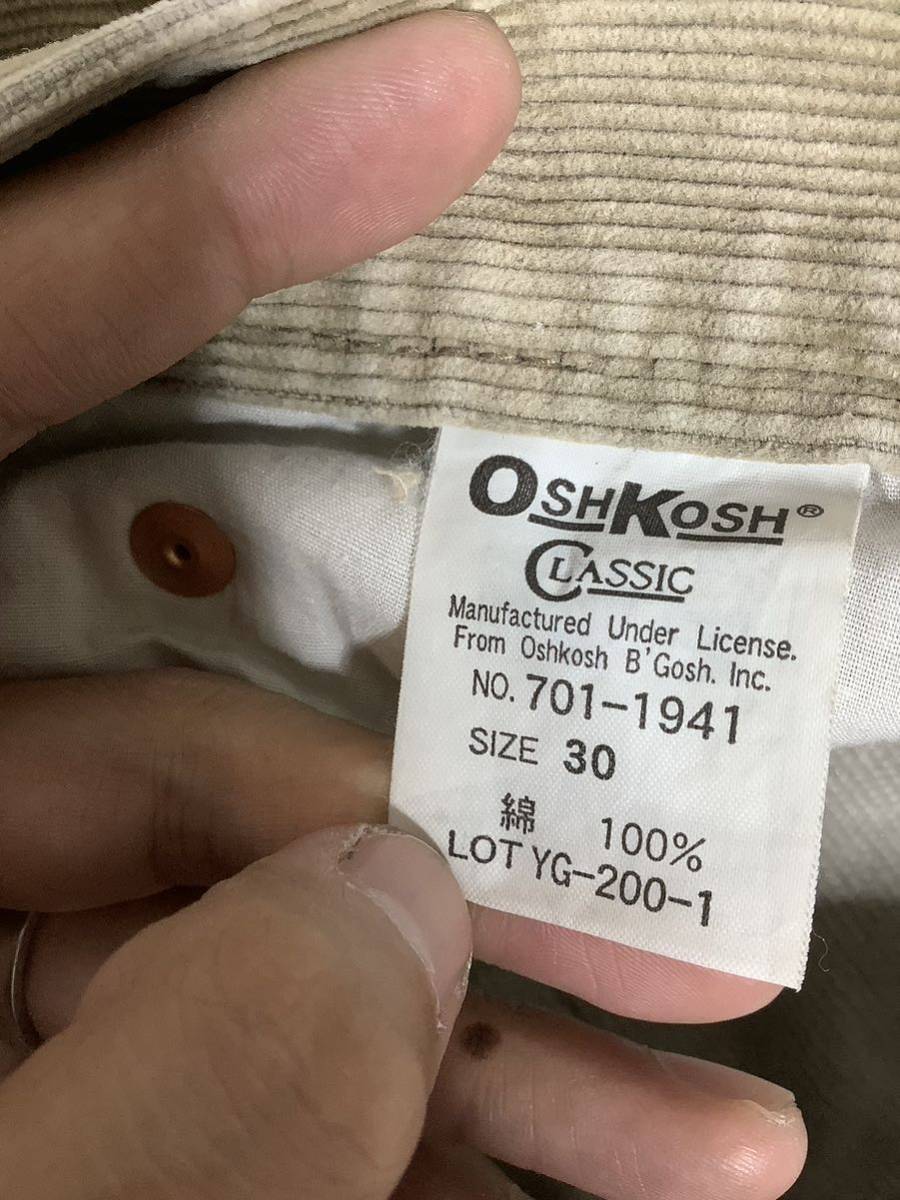 OSHKOSH®
CLASSIC
Manufactured Under License.
From Oshkosh B'Gosh. Inc.
NO. 701-1941
SIZE 30
綿 100%
LOT YG-200-1